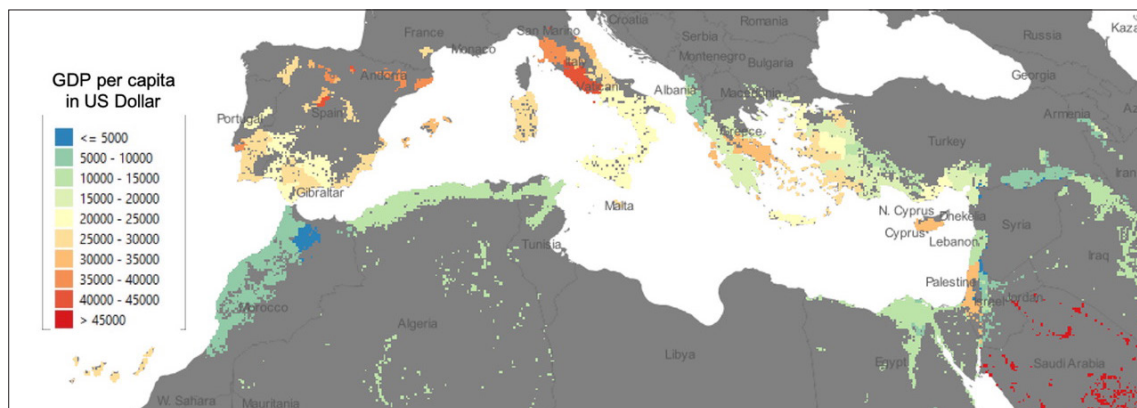 GDP per capita
in US Dollar
<= 5000
5000 - 10000
10000 - 15000
15000 - 20000
20000 - 25000
25000 - 30000
30000 - 35000
35000 - 40000
40000 - 45000
> 45000
Croatia
Romania
Kaza
France
San Marino
Serbia
Russia
Monaco
Montenegro
Bulgaria
Georgia
Andorra
Italy
Vatican
Albania
Macedonia
Armenia
Az
Portugal
Spain
Greece
Turkey
Iran
Gibraltar
Malta
N. Cyprus
Dhekelia
Syria
Cyprus
Tunisia
Lebanon
Iraq
Palestine
Morocco
Israel
Jordan
Algeria
Libya
Egypt
Saudi Arabia
W. Sahara
Mauritania